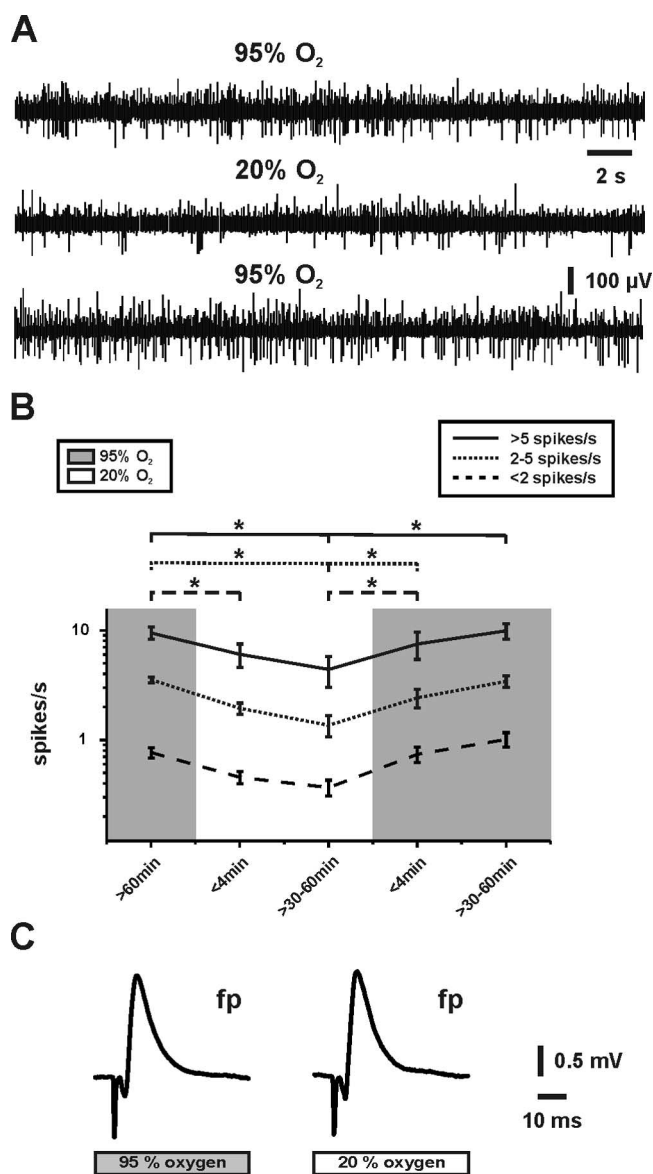 A
95% O2
2 s
20% O2
95% O2
100 µV
B
95% O2
20% O2
>5 spikes/s
2-5 spikes/s
<2 spikes/s
* *
* *
* *
10
1
spikes/s
>60min
<4min
>30-60min
<4min
>30-60min
C
fp
fp
0.5 mV
10 ms
95 % oxygen
20 % oxygen